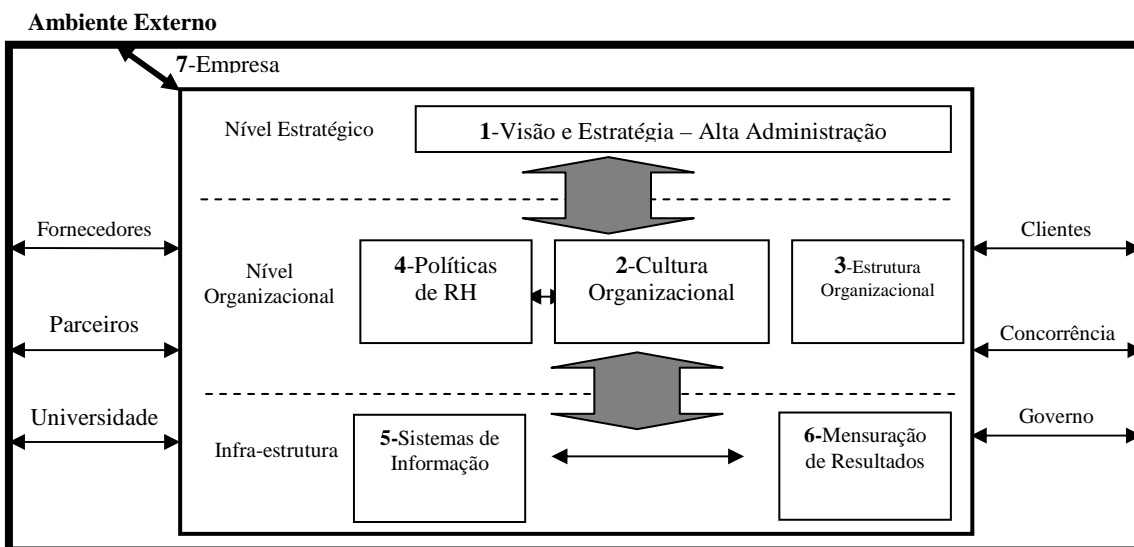 Ambiente Externo
7-Empresa
Nível Estratégico
1-Visão e Estratégia – Alta Administração
Fornecedores
Clientes
Nível
Organizacional
4-Políticas
de RH
2-Cultura
Organizacional
3-Estrutura
Organizacional
Parceiros
Concorrência
Universidade
Governo
Infra-estrutura
5-Sistemas de
Informação
6-Mensuração
de Resultados